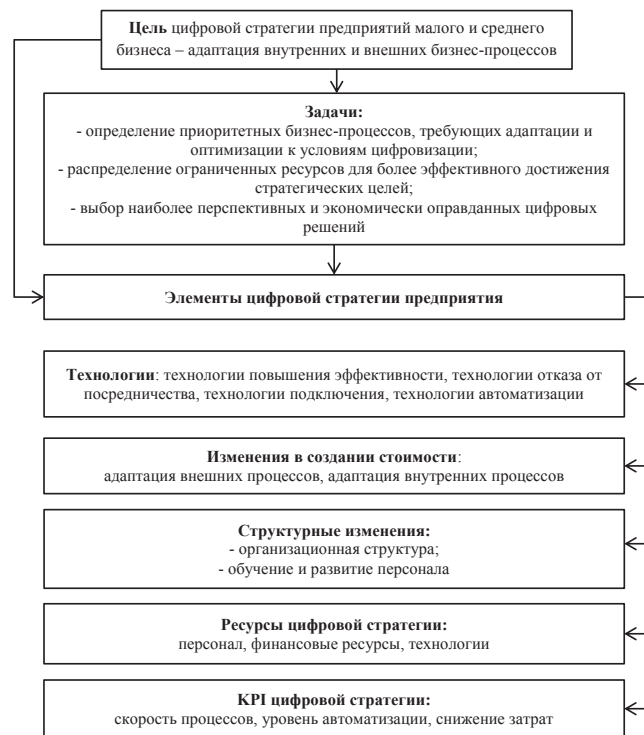 Цель цифровой стратегии предприятий малого и среднего
бизнеса – адаптация внутренних и внешних бизнес-процессов
Задачи:
- определение приоритетных бизнес-процессов, требующих адаптации и
оптимизации к условиям цифровизации;
- распределение ограниченных ресурсов для более эффективного достижения
стратегических целей;
- выбор наиболее перспективных и экономически оправданных цифровых
решений
Элементы цифровой стратегии предприятия
Технологии: технологии повышения эффективности, технологии отказа от
посредничества, технологии подключения, технологии автоматизации
Изменения в создании стоимости:
адаптация внешних процессов, адаптация внутренних процессов
Структурные изменения:
- организационная структура;
- обучение и развитие персонала
Ресурсы цифровой стратегии:
персонал, финансовые ресурсы, технологии
KPI цифровой стратегии:
скорость процессов, уровень автоматизации, снижение затрат